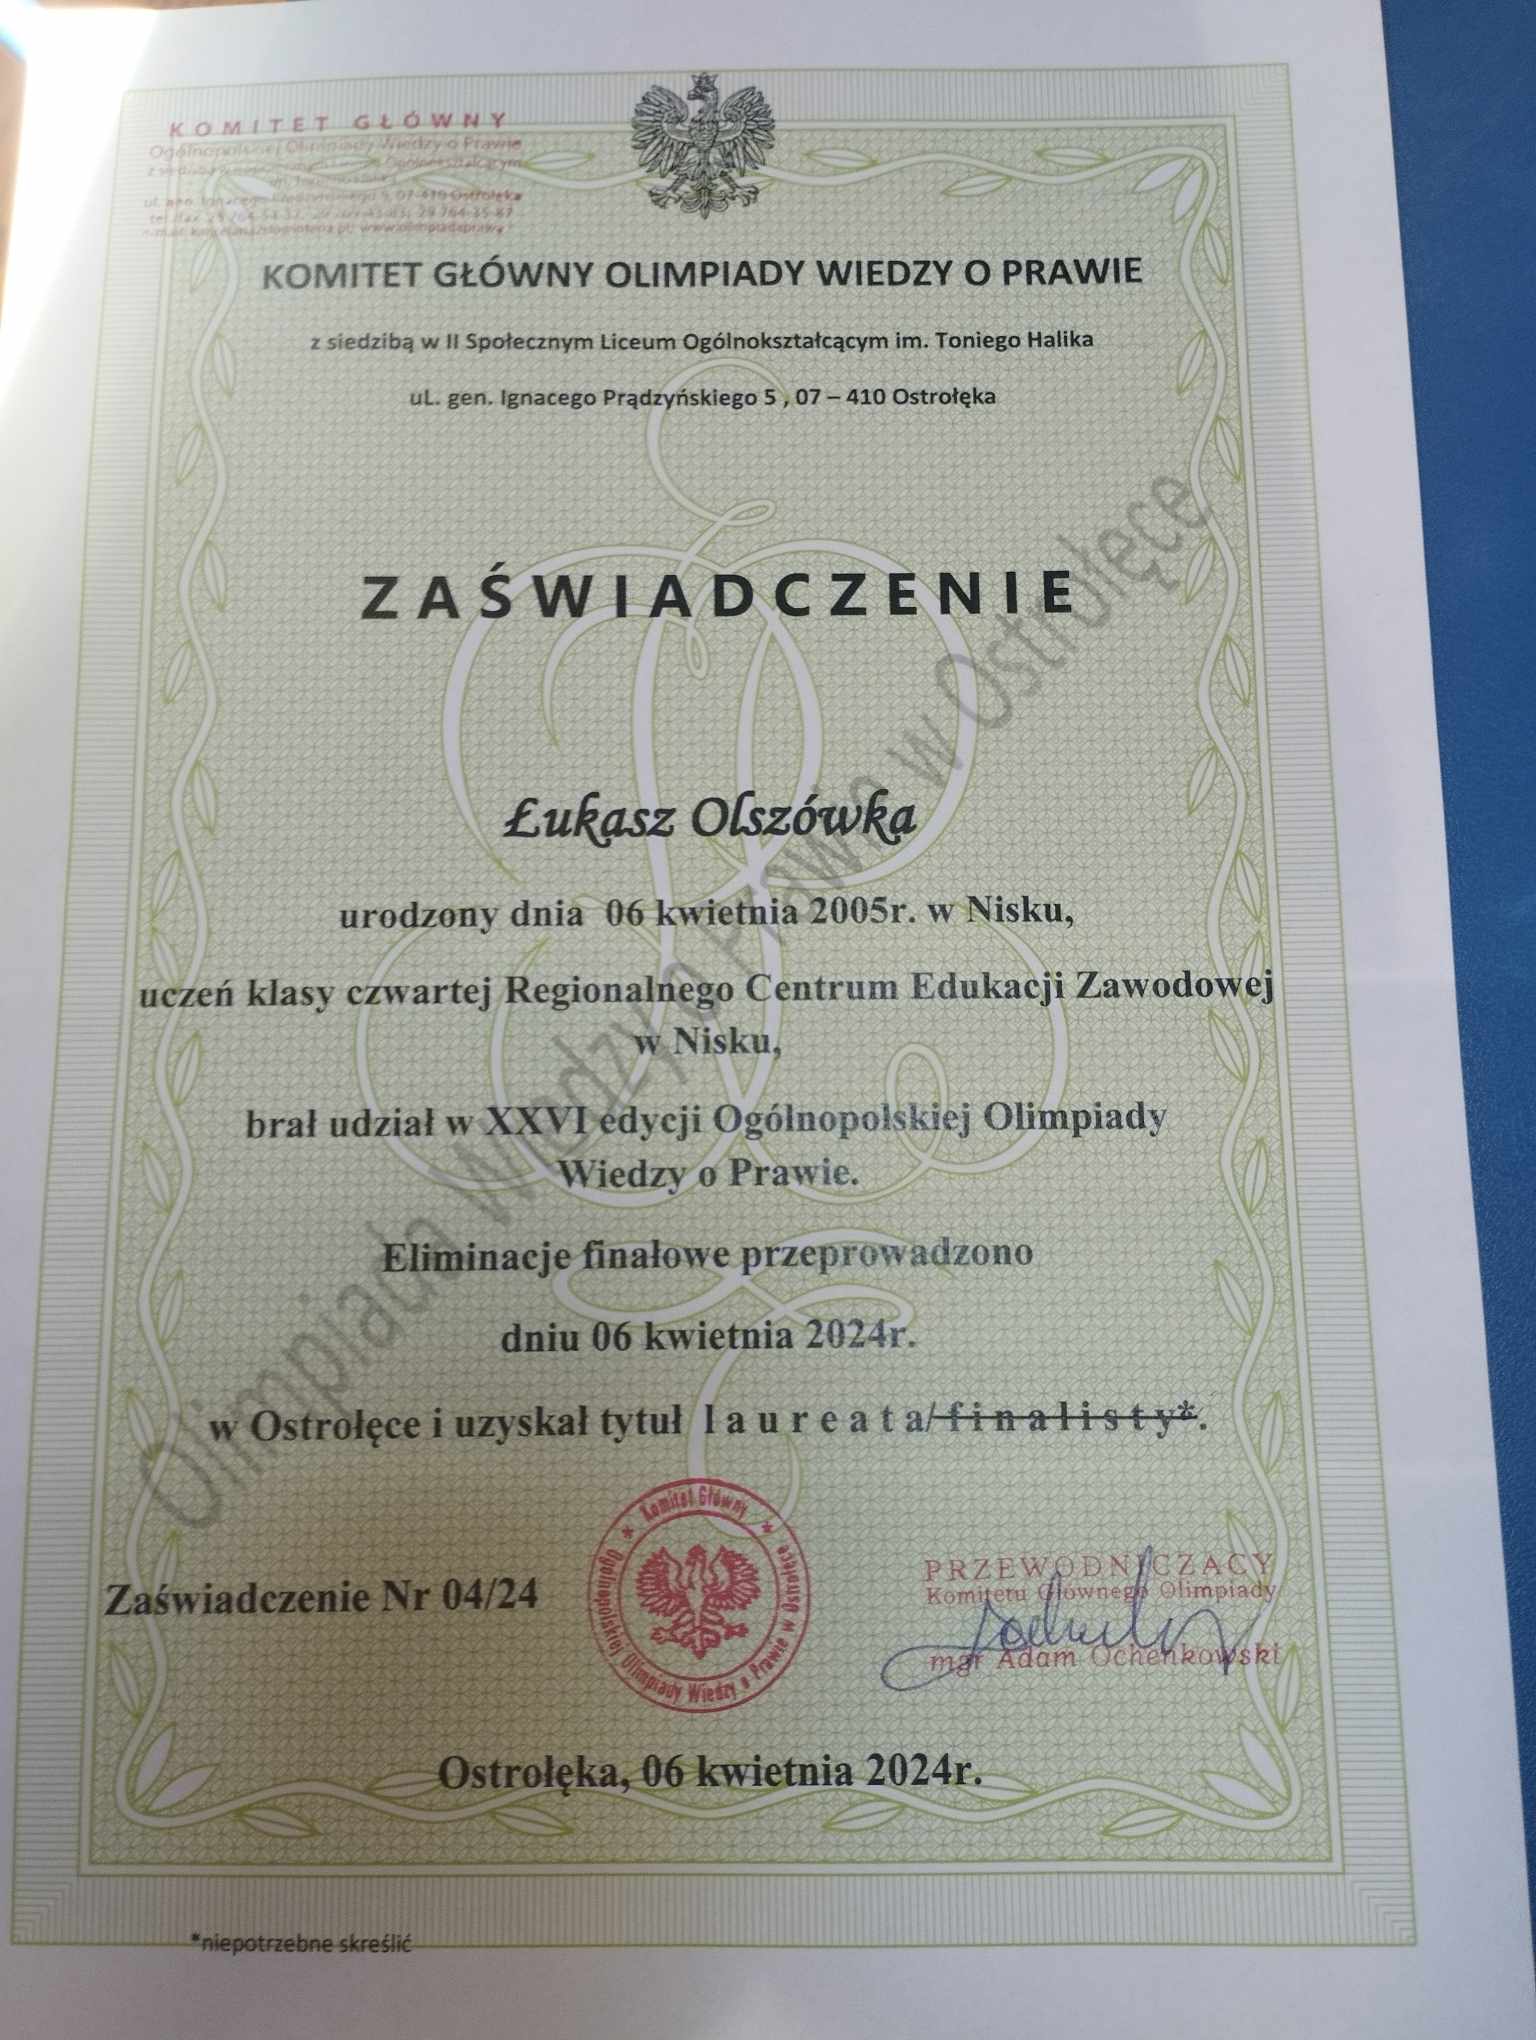 KOMITET GŁÓWNY
Ogólnopolskiej Olimpiady Wiedzy o Prawie
KOMITET GŁÓWNY OLIMPIADY WIEDZY O PRAWIE
z siedzibą w II Społecznym Liceum Ogólnokształcącym im. Toniego Halika
uL. gen. Ignacego Prądzyńskiego 5 , 07 – 410 Ostrołęka
ZAŚWIADCZENIE
Łukasz Olszówka
urodzony dnia 06 kwietnia 2005r. w Nisku,
uczeń klasy czwartej Regionalnego Centrum Edukacji Zawodowej
w Nisku,
brał udział w XXVI edycji Ogólnopolskiej Olimpiady
Wiedzy o Prawie.
Eliminacje finałowe przeprowadzono
dniu 06 kwietnia 2024r.
w Ostrołęce i uzyskał tytuł laureata/finalisty*.
Olimpiada Wiedzy o Prawie w Ostrołęce
Zaświadczenie Nr 04/24
Komitet Główny
Ogólnopolskiej Olimpiady Wiedzy o Prawie w Ostrołęce
PRZEWODNICZĄCY
Komitetu Głównego Olimpiady
mgr Adam Ochenkowski
Ostrołęka, 06 kwietnia 2024r.
*niepotrzebne skreślić